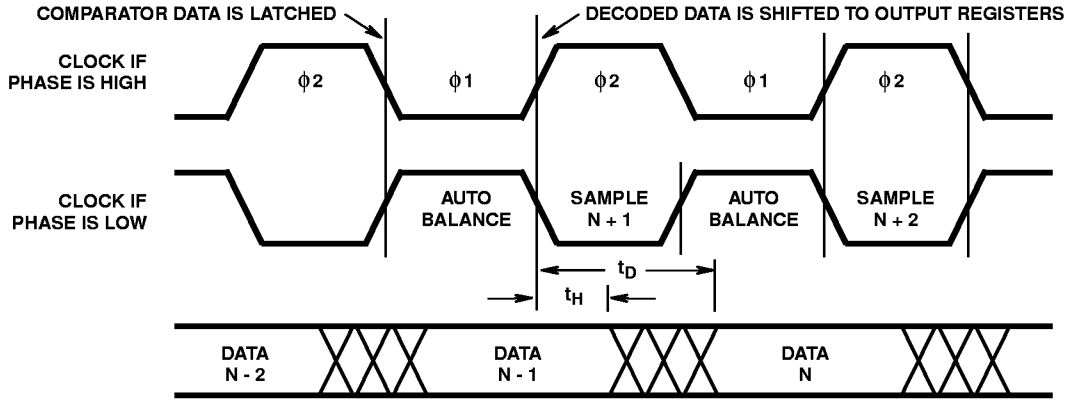 COMPARATOR DATA IS LATCHED
DECODED DATA IS SHIFTED TO OUTPUT REGISTERS
CLOCK IF
PHASE IS HIGH
ϕ2
ϕ1
ϕ2
ϕ1
ϕ2
CLOCK IF
PHASE IS LOW
AUTO
BALANCE
SAMPLE
N + 1
AUTO
BALANCE
SAMPLE
N + 2
tD
tH
DATA
N - 2
DATA
N - 1
DATA
N